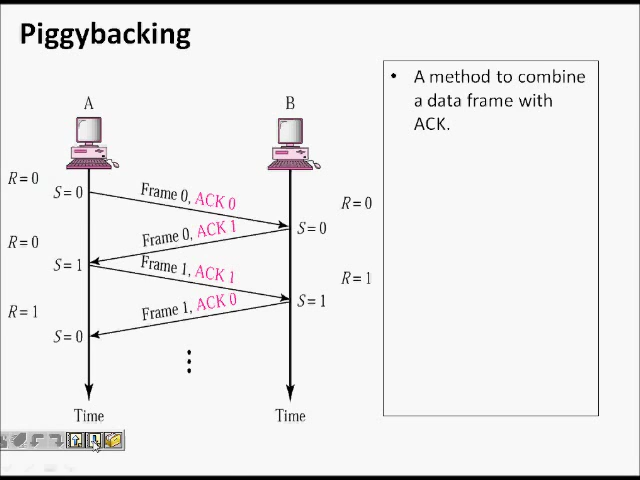 Piggybacking
• A method to combine
a data frame with
ACK.
A
B
R = 0
S = 0
Frame 0, ACK 0
R = 0
S = 0
R = 0
Frame 0, ACK 1
S = 1
Frame 1, ACK 1
R = 1
S = 1
R = 1
Frame 1, ACK 0
S = 0
Time
Time